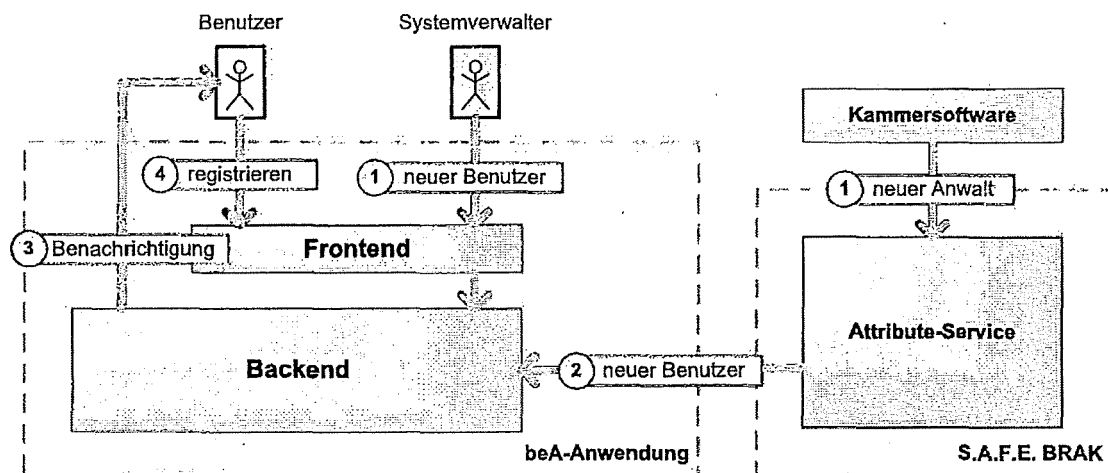 Benutzer
Systemverwalter
Kammersoftware
4 registrieren
1 neuer Benutzer
1 neuer Anwalt
3 Benachrichtigung
Frontend
Attribute-Service
Backend
2 neuer Benutzer
beA-Anwendung
S.A.F.E. BRAK